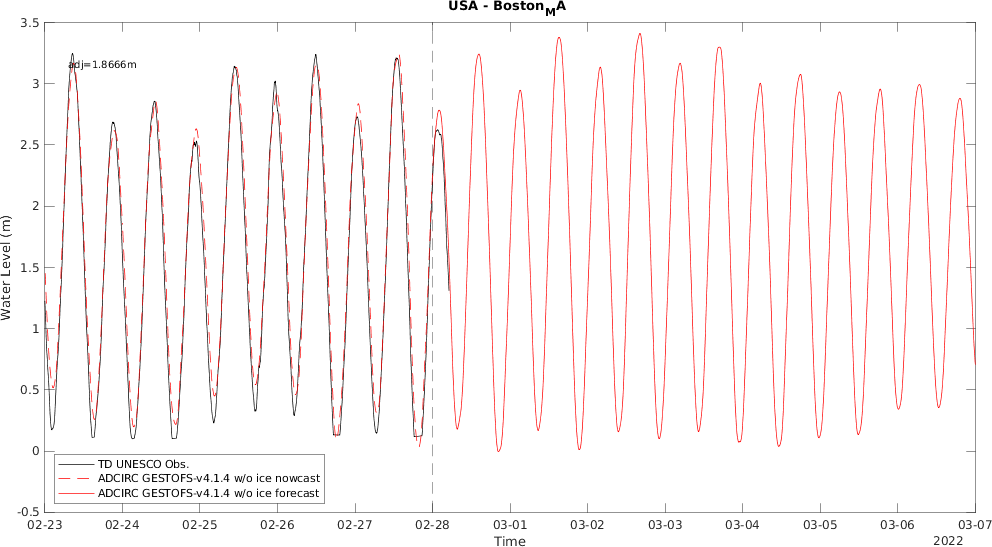 USA - Boston_MA
3.5
adj=1.8666m
3
2.5
2
1.5
1
0.5
0
-0.5
Water Level (m)
TD UNESCO Obs.
ADCIRC GESTOFS-v4.1.4 w/o ice nowcast
ADCIRC GESTOFS-v4.1.4 w/o ice forecast
02-23 02-24 02-25 02-26 02-27 02-28 03-01 03-02 03-03 03-04 03-05 03-06 03-07
Time
2022